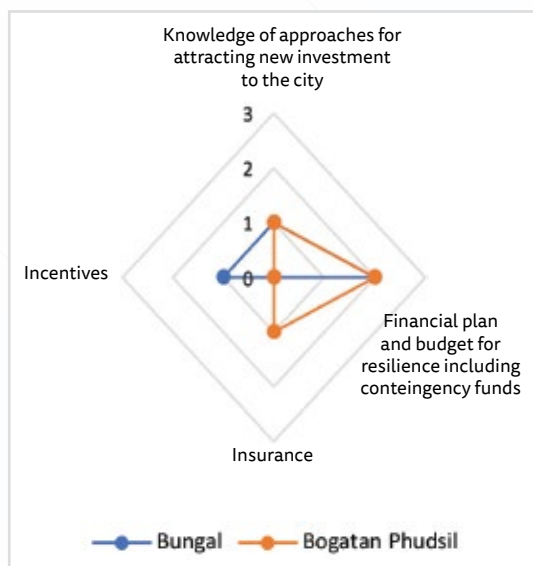 Knowledge of approaches for
attracting new investment
to the city
3
2
1
0
Incentives
Financial plan
and budget for
resilience including
conteingency funds
Insurance
Bungal
Bogatan Phudsil